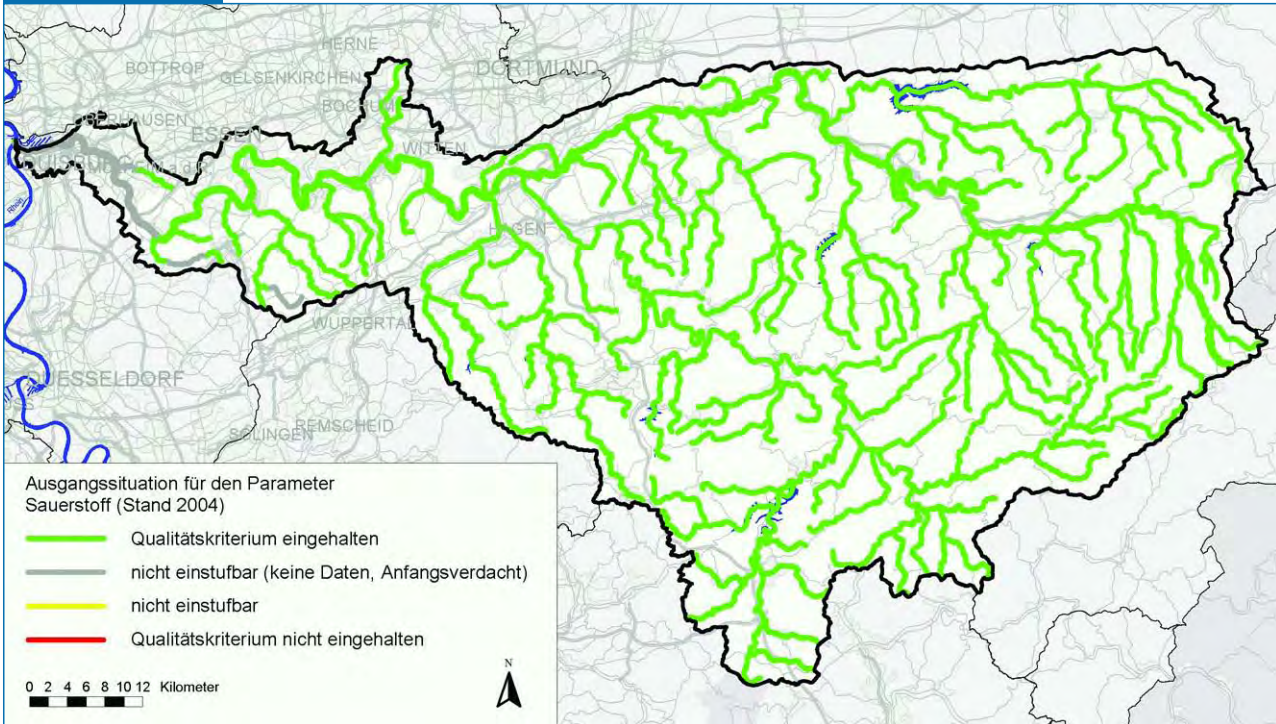 HERNE
BOTTROP
DORTMUND
GELSENKIRCHEN
BOCHUM
OBERHAUSEN
ESSEN
WITTEN
DUISBURG
Rhein
HAGEN
WUPPERTAL
DUESSELDORF
REMSCHEID
SOLINGEN
Ausgangssituation für den Parameter
Sauerstoff (Stand 2004)
Qualitätskriterium eingehalten
nicht einstufbar (keine Daten, Anfangsverdacht)
nicht einstufbar
Qualitätskriterium nicht eingehalten
N
0 2 4 6 8 10 12 Kilometer